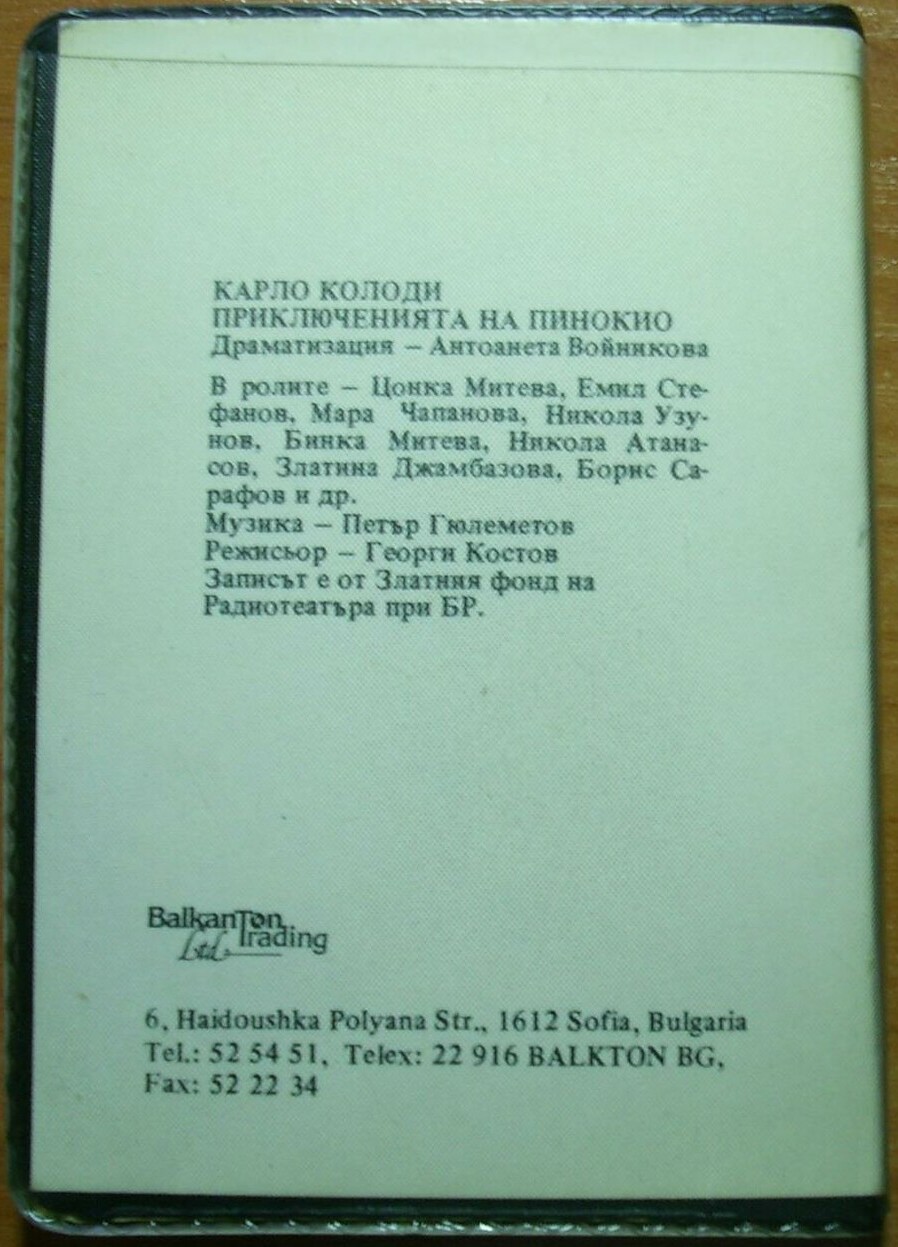 КАРЛО КОЛОДИ
ПРИКЛЮЧЕНИЯТА НА ПИНОКИО
Драматизация – Антоанета Войникова
В ролите – Цонка Митева, Емил Сте-
фанов, Мара Чапанова, Никола Узу-
нов, Бинка Митева, Никола Атана-
сов, Златина Джамбазова, Борис Са-
рафов и др.
Музика – Петър Гюлеметов
Режисьор – Георги Костов
Записът е от Златния фонд на
Радиотеатъра при БР.
BalkanTon
Trading
Ltd.
6, Haidoushka Polyana Str., 1612 Sofia, Bulgaria
Tel.: 52 54 51, Telex: 22 916 BALKTON BG,
Fax: 52 22 34